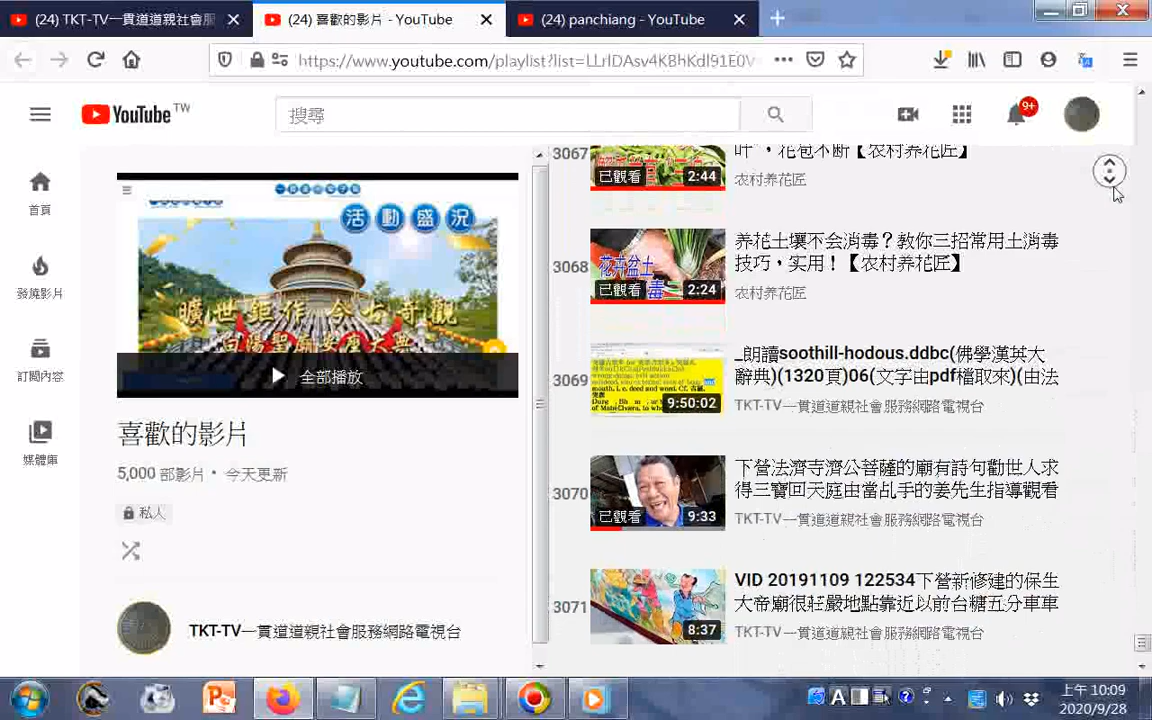 (24) TKT-TV一貫道道親社會服
(24) 喜歡的影片 - YouTube
(24) panchiang - YouTube
https://www.youtube.com/playlist?list=LLrIDAsv4KBhKdl91E0V
YouTube TW
搜尋
9+
首頁
發燒影片
訂閱內容
媒體庫
活動盛況
曠世鉅作 今古奇觀
全部播放
喜歡的影片
5,000 部影片・今天更新
私人
TKT-TV一貫道道親社會服務網路電視台
3067
已觀看
2:44
叶”，花苞不断【农村养花匠】
农村养花匠
3068
花卉盆土
毒
已觀看
2:24
养花土壤不会消毒？教你三招常用土消毒
技巧，实用！【农村养花匠】
农村养花匠
3069
9:50:02
_朗讀soothill-hodous.ddbc(佛學漢英大
辭典)(1320頁)06(文字由pdf檔取來)(由法
TKT-TV一貫道道親社會服務網路電視台
3070
已觀看
9:33
下營法濟寺濟公菩薩的廟有詩句勸世人求
得三寶回天庭由當乩手的姜先生指導觀看
TKT-TV一貫道道親社會服務網路電視台
3071
8:37
VID 20191109 122534下營新修建的保生
大帝廟很莊嚴地點靠近以前台糖五分車車
TKT-TV一貫道道親社會服務網路電視台
上午 10:09
2020/9/28